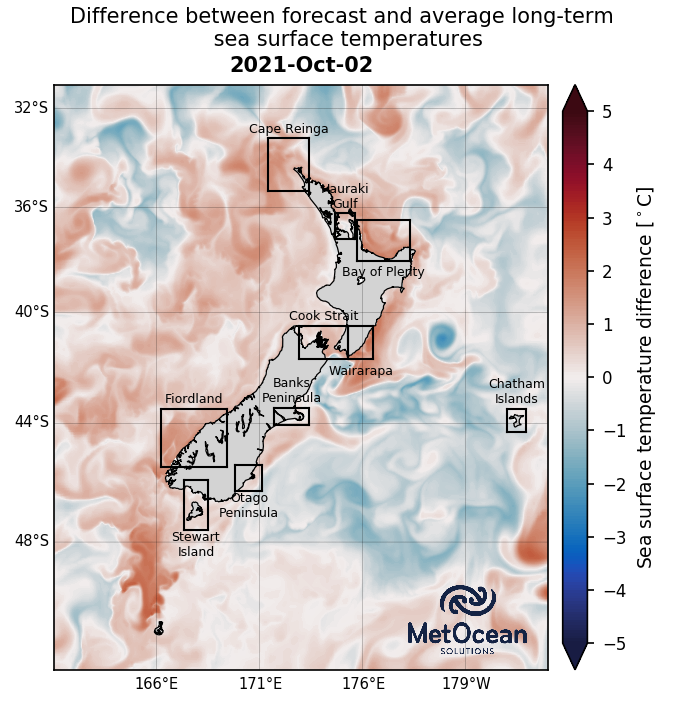 Difference between forecast and average long-term
sea surface temperatures
2021-Oct-02
32°S
36°S
40°S
44°S
48°S
166°E
171°E
176°E
179°W
Cape Reinga
Hauraki
Gulf
Bay of Plenty
Cook Strait
Wairarapa
Banks
Peninsula
Fiordland
Chatham
Islands
Otago
Peninsula
Stewart
Island
MetOcean
SOLUTIONS
5
4
3
2
1
0
−1
−2
−3
−4
−5
Sea surface temperature difference [°C]